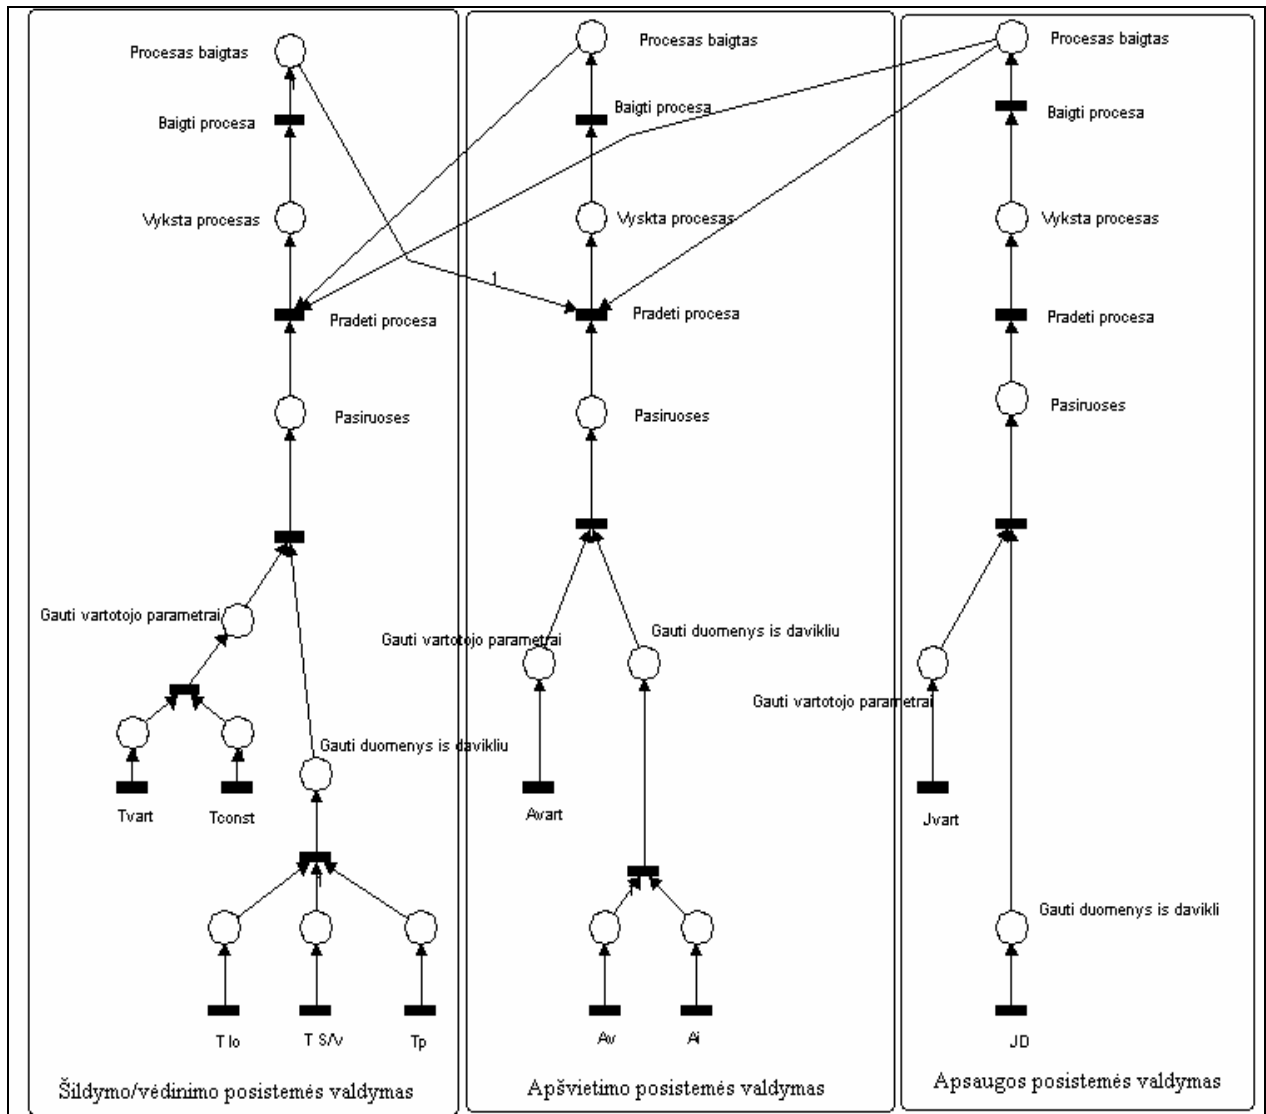 Procesas baigtas
Baigti procesa
Vyksta procesas
Pradeti procesa
Pasiruoses
Gauti vartotojo parametrai
Gauti duomenys is davikliu
Tvart
Tconst
T lo
T S/v
Tp
Šildymo/vėdinimo posistemės valdymas
Procesas baigtas
Baigti procesa
Vyskta procesas
1
Pradeti procesa
Pasiruoses
Gauti vartotojo parametrai
Gauti duomenys is davikliu
Avart
Av
Ai
Apšvietimo posistemės valdymas
Procesas baigtas
Baigti procesa
Vyksta procesas
Pradeti procesa
Pasiruoses
Gauti vartotojo parametrai
Jvart
Gauti duomenys is davikli
JD
Apsaugos posistemės valdymas